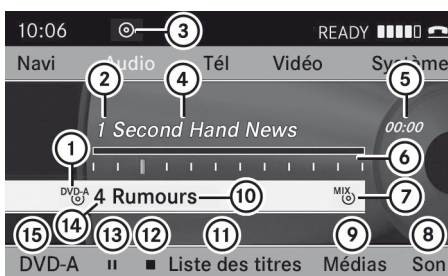 10:06 3 READY
Navi Audio Tél Vidéo Système
2 4 5
1 Second Hand News 00:00
1 6
DVD-A 4 Rumours 10 MIX 7
14
15 13 12 11 9 8
DVD-A Liste des titres Médias Son